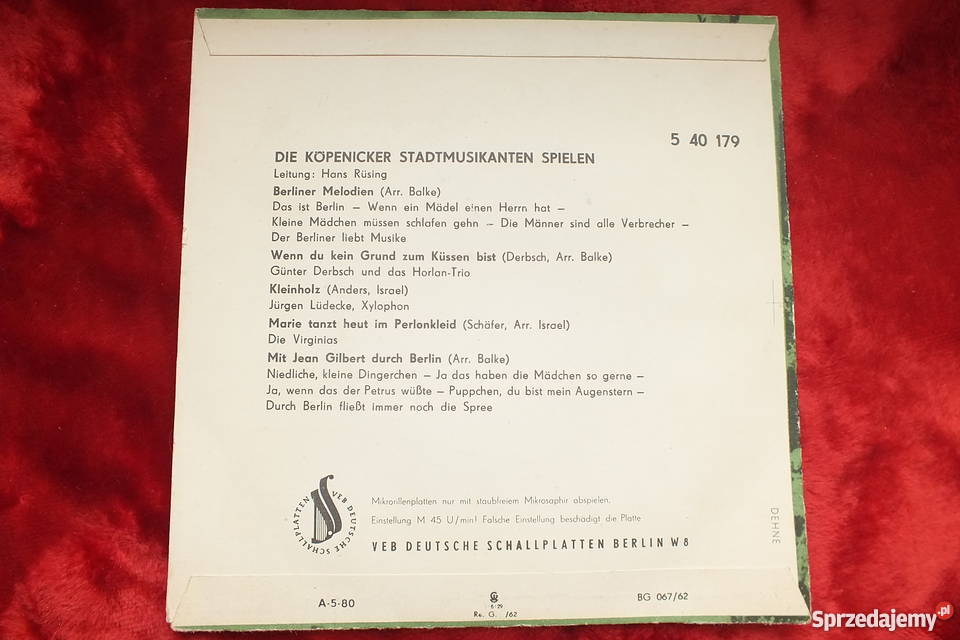 5 40 179
DIE KÖPENICKER STADTMUSIKANTEN SPIELEN
Leitung: Hans Rüsing
Berliner Melodien (Arr. Balke)
Das ist Berlin – Wenn ein Mädel einen Herrn hat –
Kleine Mädchen müssen schlafen gehn – Die Männer sind alle Verbrecher –
Der Berliner liebt Musike
Wenn du kein Grund zum Küssen bist (Derbsch, Arr. Balke)
Günter Derbsch und das Horlan-Trio
Kleinholz (Anders, Israel)
Jürgen Lüdecke, Xylophon
Marie tanzt heut im Perlonkleid (Schäfer, Arr. Israel)
Die Virginias
Mit Jean Gilbert durch Berlin (Arr. Balke)
Niedliche, kleine Dingerchen – Ja das haben die Mädchen so gerne –
Ja, wenn das der Petrus wüßte – Puppchen, du bist mein Augenstern –
Durch Berlin fließt immer noch die Spree
VEB DEUTSCHE SCHALLPLATTEN
Mikrorillenplatten nur mit staubfreiem Mikrosaphir abspielen.
Einstellung M 45 U/min! Falsche Einstellung beschädigt die Platte
VEB DEUTSCHE SCHALLPLATTEN BERLIN W 8
DEHNE
A-5-80
6/29
Re. G. /62
BG 067/62
Sprzedajemy.pl